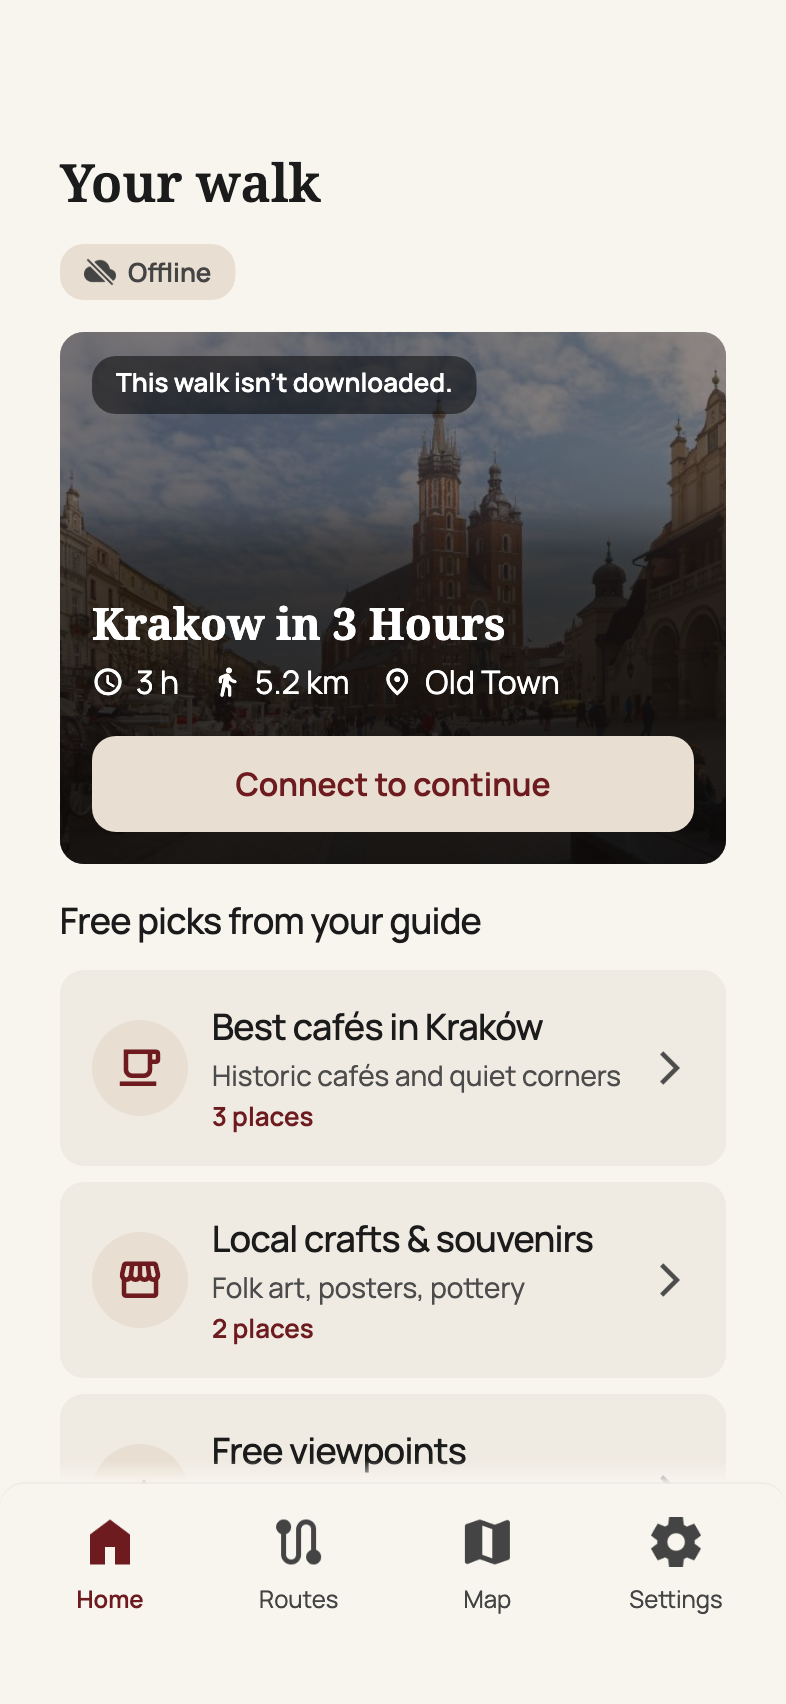 Your walk
Offline
This walk isn't downloaded.
Krakow in 3 Hours
3 h 5.2 km Old Town
Connect to continue
Free picks from your guide
Best cafés in Kraków
Historic cafés and quiet corners
3 places
Local crafts & souvenirs
Folk art, posters, pottery
2 places
Free viewpoints
Home Routes Map Settings